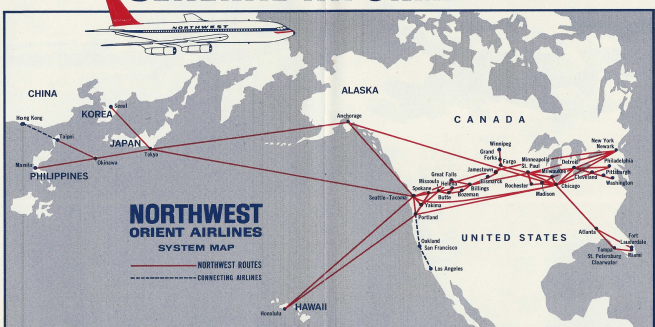 NORTHWEST
CHINA
KOREA
Seoul
Hong Kong
Taipei
JAPAN
Tokyo
Okinawa
Manila
PHILIPPINES
ALASKA
Anchorage
CANADA
Winnipeg
Grand
Forks
Fargo
Jamestown
Bismarck
Minneapolis
St. Paul
Great Falls
Missoula
Helena
Spokane
Butte
Bozeman
Billings
Yakima
Seattle-Tacoma
Portland
Rochester
Madison
Milwaukee
Chicago
Detroit
Cleveland
New York
Newark
Philadelphia
Pittsburgh
Washington
Oakland
San Francisco
Los Angeles
UNITED STATES
Atlanta
Tampa
St. Petersburg
Clearwater
Fort
Lauderdale
Miami
Honolulu
HAWAII
NORTHWEST
ORIENT AIRLINES
SYSTEM MAP
NORTHWEST ROUTES
CONNECTING AIRLINES